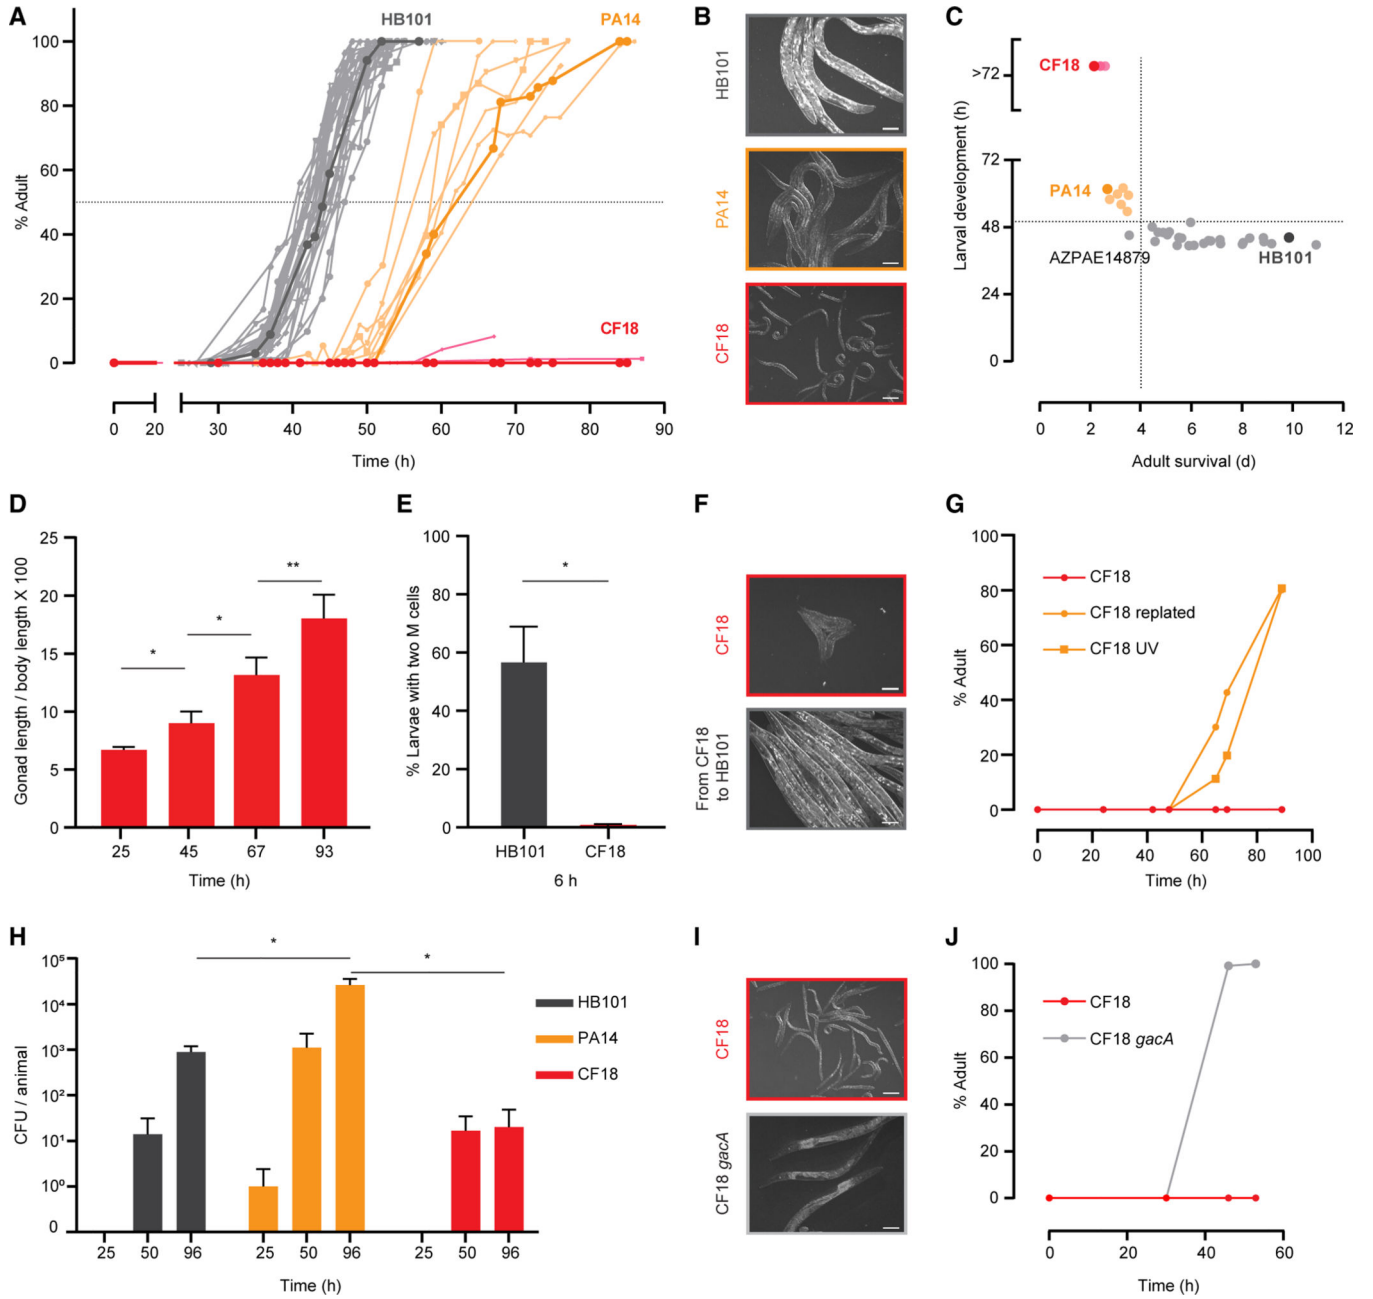 A
HB101
PA14
CF18
% Adult
100
80
60
40
20
0
0 20 30 40 50 60 70 80 90
Time (h)
B
HB101
PA14
CF18
C
CF18
PA14
AZPAE14879
HB101
Larval development (h)
>72
72
48
24
0
0 2 4 6 8 10 12
Adult survival (d)
D
Gonad length / body length X 100
25
20
15
10
5
0
* * **
25 45 67 93
Time (h)
E
% Larvae with two M cells
100
80
60
40
20
0
*
HB101 CF18
6 h
F
CF18
From CF18
to HB101
G
% Adult
100
80
60
40
20
0
CF18
CF18 replated
CF18 UV
0 20 40 60 80 100
Time (h)
H
CFU / animal
10⁵
10⁴
10³
10²
10¹
10⁰
0
* *
HB101
PA14
CF18
25 50 96 25 50 96 25 50 96
Time (h)
I
CF18
CF18 gacA
J
% Adult
100
80
60
40
20
0
CF18
CF18 gacA
0 20 40 60
Time (h)